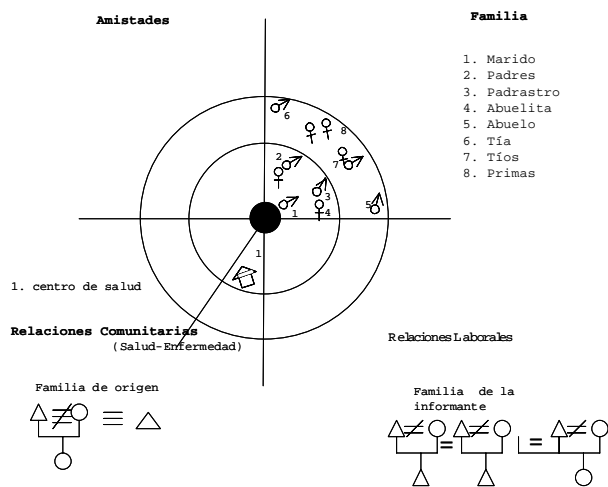 Amistades
Familia
1. Marido
2. Padres
3. Padrastro
4. Abuelita
5. Abuelo
6. Tía
7. Tíos
8. Primas
6
8
7
2
3
1
4
5
1
1. centro de salud
Relaciones Comunitarias
(Salud-Enfermedad)
Relaciones Laborales
Familia de origen
Familia de la
informante